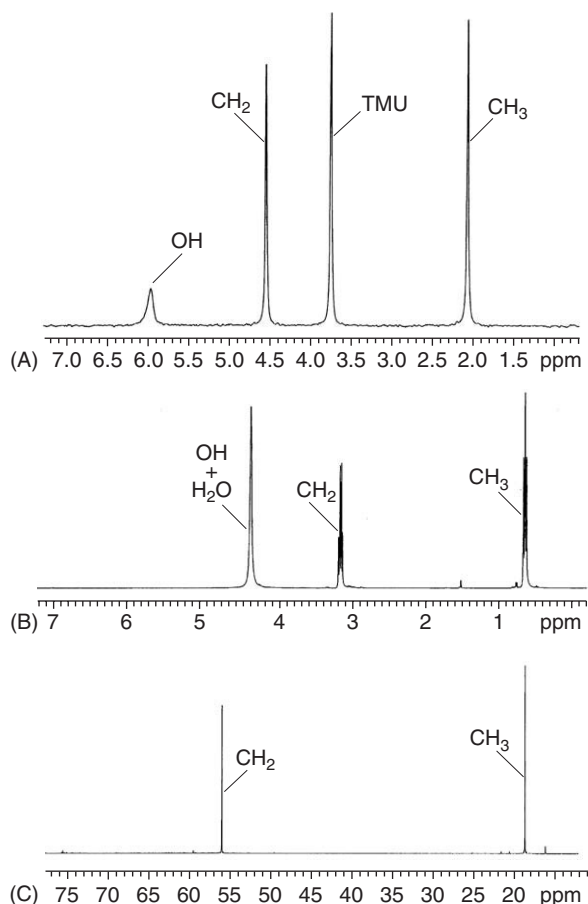 CH₂
TMU
CH₃
OH
(A) 7.0 6.5 6.0 5.5 5.0 4.5 4.0 3.5 3.0 2.5 2.0 1.5 ppm
OH
+
H₂O
CH₂
CH₃
(B) 7 6 5 4 3 2 1 ppm
CH₂
CH₃
(C) 75 70 65 60 55 50 45 40 35 30 25 20 ppm